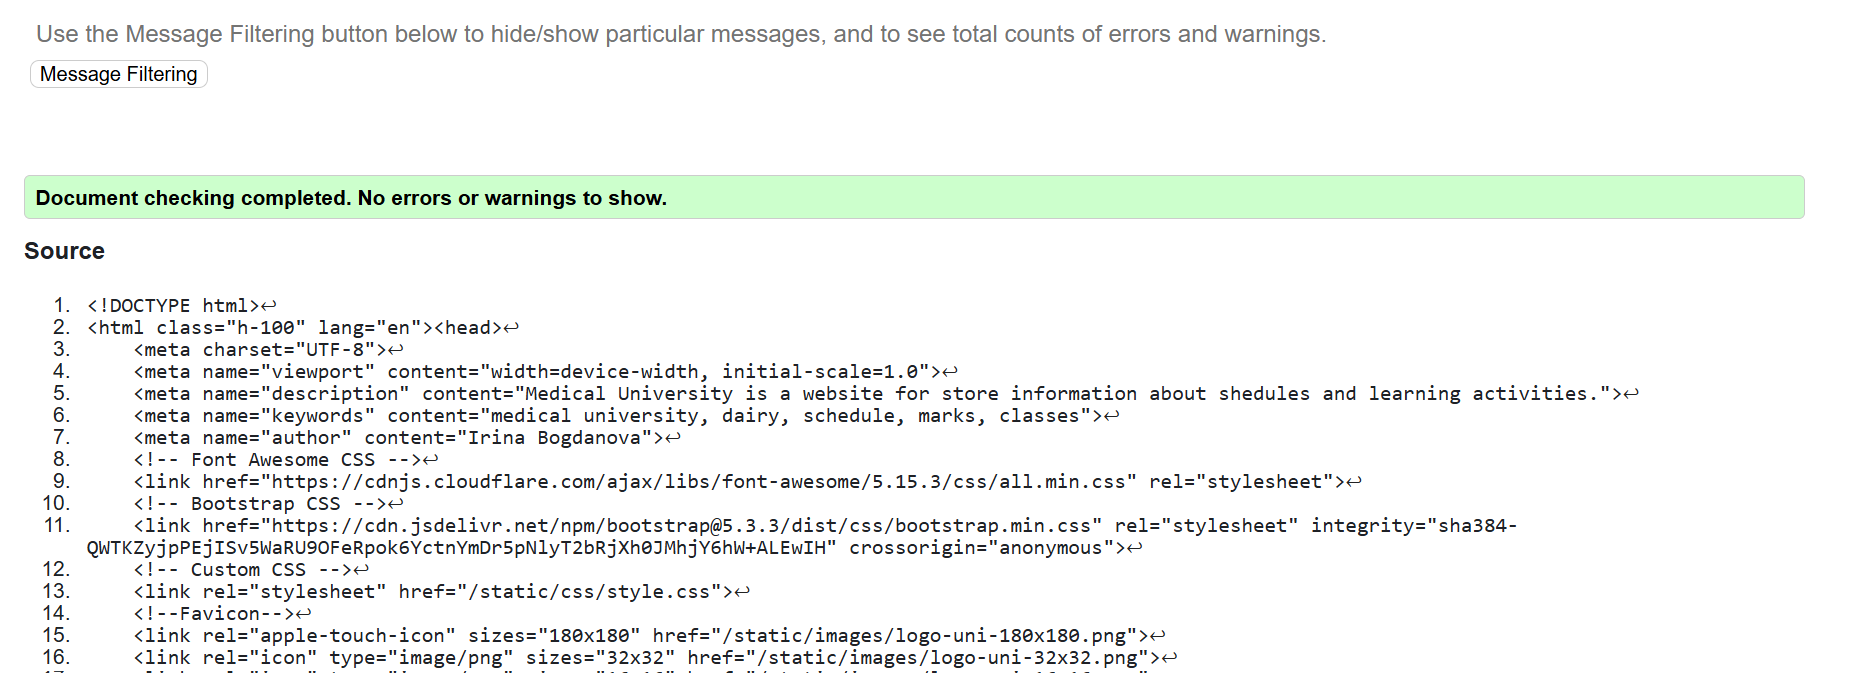 Use the Message Filtering button below to hide/show particular messages, and to see total counts of errors and warnings.
Message Filtering
Document checking completed. No errors or warnings to show.
Source
1. <!DOCTYPE html>↩
2. <html class="h-100" lang="en"><head>↩
3. <meta charset="UTF-8">↩
4. <meta name="viewport" content="width=device-width, initial-scale=1.0">↩
5. <meta name="description" content="Medical University is a website for store information about shedules and learning activities.">↩
6. <meta name="keywords" content="medical university, dairy, schedule, marks, classes">↩
7. <meta name="author" content="Irina Bogdanova">↩
8. <!-- Font Awesome CSS -->↩
9. <link href="https://cdnjs.cloudflare.com/ajax/libs/font-awesome/5.15.3/css/all.min.css" rel="stylesheet">↩
10. <!-- Bootstrap CSS -->↩
11. <link href="https://cdn.jsdelivr.net/npm/bootstrap@5.3.3/dist/css/bootstrap.min.css" rel="stylesheet" integrity="sha384-
QWTKZyjpPEjISv5WaRU9OFeRpok6YctnYmDr5pNlyT2bRjXh0JMhjY6hW+ALEwIH" crossorigin="anonymous">↩
12. <!-- Custom CSS -->↩
13. <link rel="stylesheet" href="/static/css/style.css">↩
14. <!--Favicon-->↩
15. <link rel="apple-touch-icon" sizes="180x180" href="/static/images/logo-uni-180x180.png">↩
16. <link rel="icon" type="image/png" sizes="32x32" href="/static/images/logo-uni-32x32.png">↩